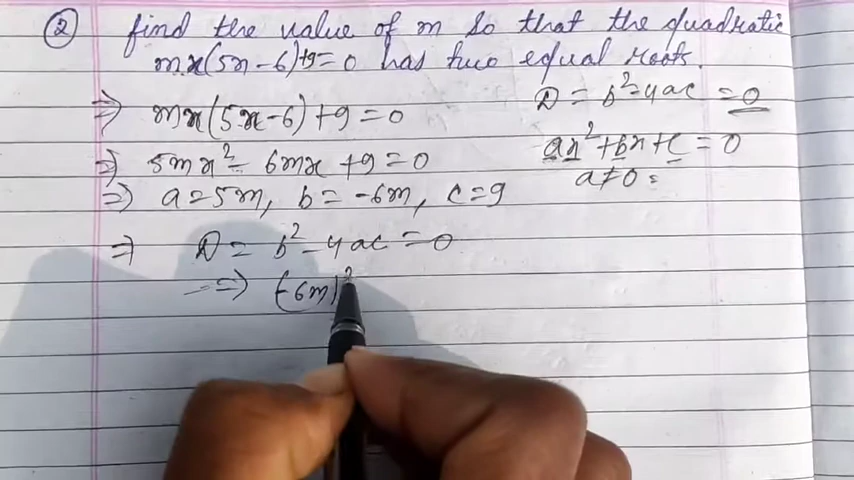 ② find the value of m so that the quadratic
mx(5x-6)+9=0 has two equal roots.
⇒ mx(5x-6)+9=0
D = b²-4ac = 0
⇒ 5mx²- 6mx +9=0
ax²+bx+c=0
a≠0
⇒ a=5m, b= -6m, c=9
⇒ D = b²-4ac=0
⇒ (-6m)²